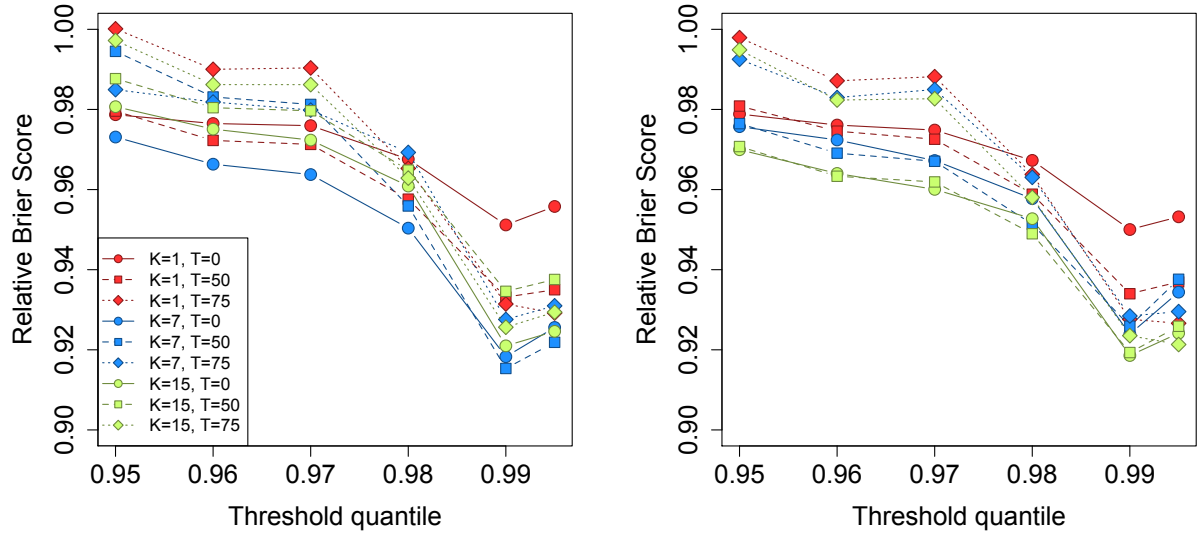 Relative Brier Score
1.00
0.98
0.96
0.94
0.92
0.90
K=1, T=0
K=1, T=50
K=1, T=75
K=7, T=0
K=7, T=50
K=7, T=75
K=15, T=0
K=15, T=50
K=15, T=75
0.95 0.96 0.97 0.98 0.99
Threshold quantile
Relative Brier Score
1.00
0.98
0.96
0.94
0.92
0.90
0.95 0.96 0.97 0.98 0.99
Threshold quantile